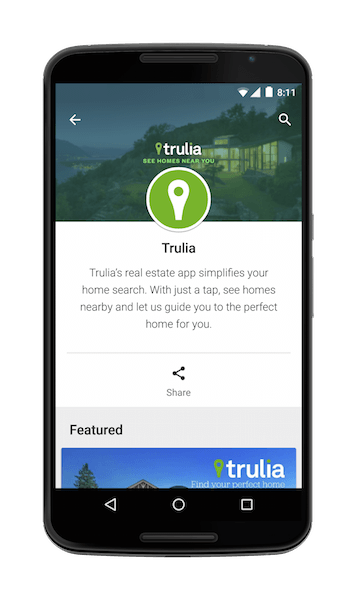 8:11
trulia
SEE HOMES NEAR YOU
Trulia
Trulia's real estate app simplifies your
home search. With just a tap, see homes
nearby and let us guide you to the perfect
home for you.
Share
Featured
trulia
Find your perfect home